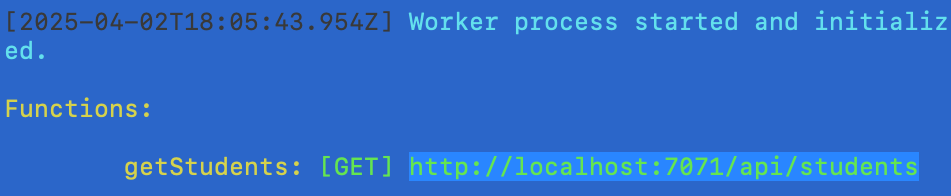 [2025-04-02T18:05:43.954Z] Worker process started and initializ
ed.
Functions:
getStudents: [GET] http://localhost:7071/api/students